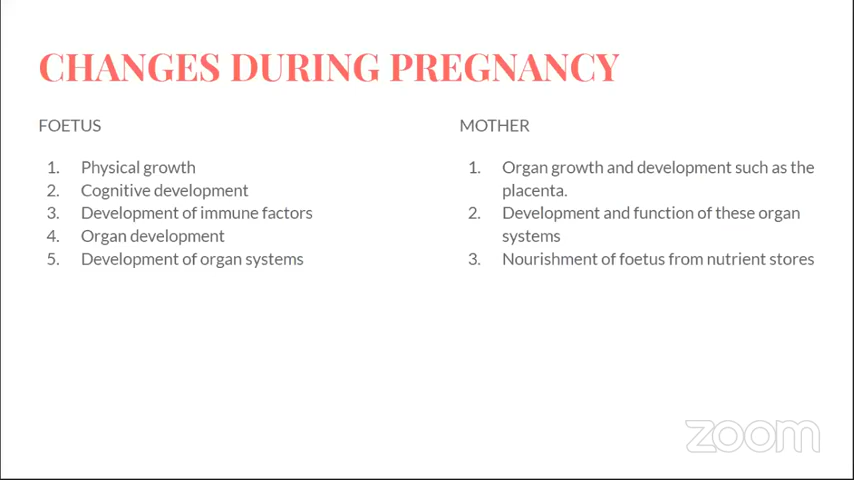 CHANGES DURING PREGNANCY
FOETUS
1. Physical growth
2. Cognitive development
3. Development of immune factors
4. Organ development
5. Development of organ systems
MOTHER
1. Organ growth and development such as the
placenta.
2. Development and function of these organ
systems
3. Nourishment of foetus from nutrient stores
zoom